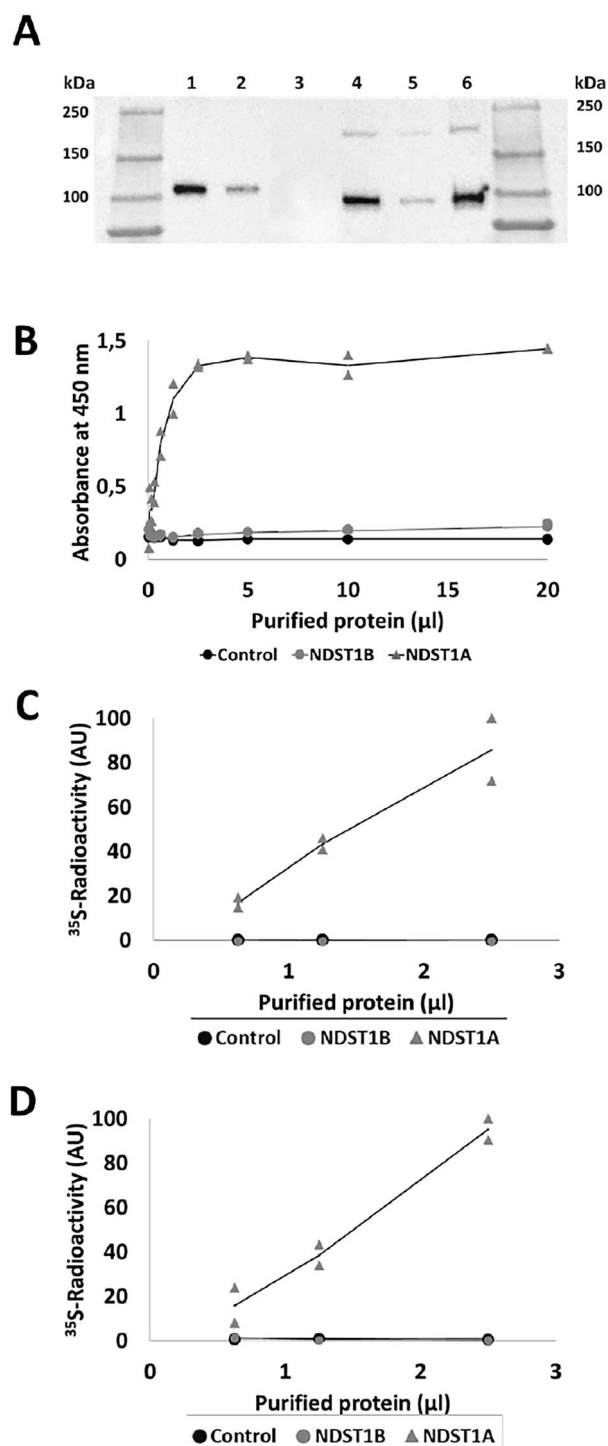 A
kDa 1 2 3 4 5 6 kDa
250 250
150 150
100 100
B
Absorbance at 450 nm
1,5
1
0,5
0
0 5 10 15 20
Purified protein (µl)
Control NDST1B NDST1A
C
³⁵S-Radioactivity (AU)
100
80
60
40
20
0
0 1 2 3
Purified protein (µl)
Control NDST1B NDST1A
D
³⁵S-Radioactivity (AU)
100
80
60
40
20
0
0 1 2 3
Purified protein (µl)
Control NDST1B NDST1A